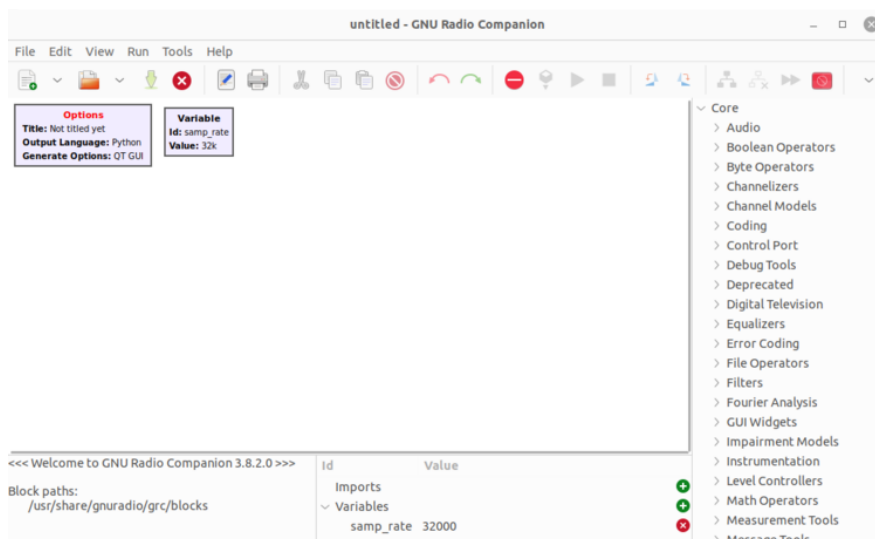 untitled - GNU Radio Companion
File Edit View Run Tools Help
Options
Title: Not titled yet
Output Language: Python
Generate Options: QT GUI
Variable
Id: samp_rate
Value: 32k
Core
Audio
Boolean Operators
Byte Operators
Channelizers
Channel Models
Coding
Control Port
Debug Tools
Deprecated
Digital Television
Equalizers
Error Coding
File Operators
Filters
Fourier Analysis
GUI Widgets
Impairment Models
Instrumentation
Level Controllers
Math Operators
Measurement Tools
Message Tools
<<< Welcome to GNU Radio Companion 3.8.2.0 >>>
Block paths:
/usr/share/gnuradio/grc/blocks
Id Value
Imports
Variables
samp_rate 32000